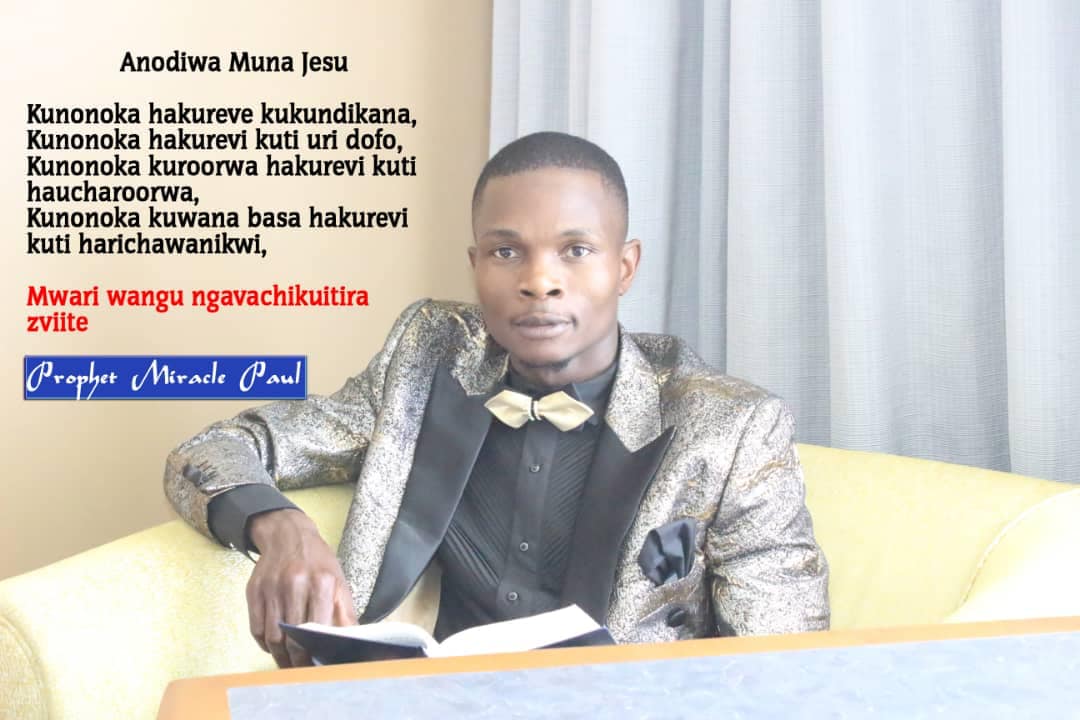 Anodiwa Muna Jesu
Kunonoka hakureve kukundikana,
Kunonoka hakurevi kuti uri dofo,
Kunonoka kuroorwa hakurevi kuti
haucharoorwa,
Kunonoka kuwana basa hakurevi
kuti harichawanikwi,
Mwari wangu ngavachikuitira
zviite
Prophet Miracle Paul